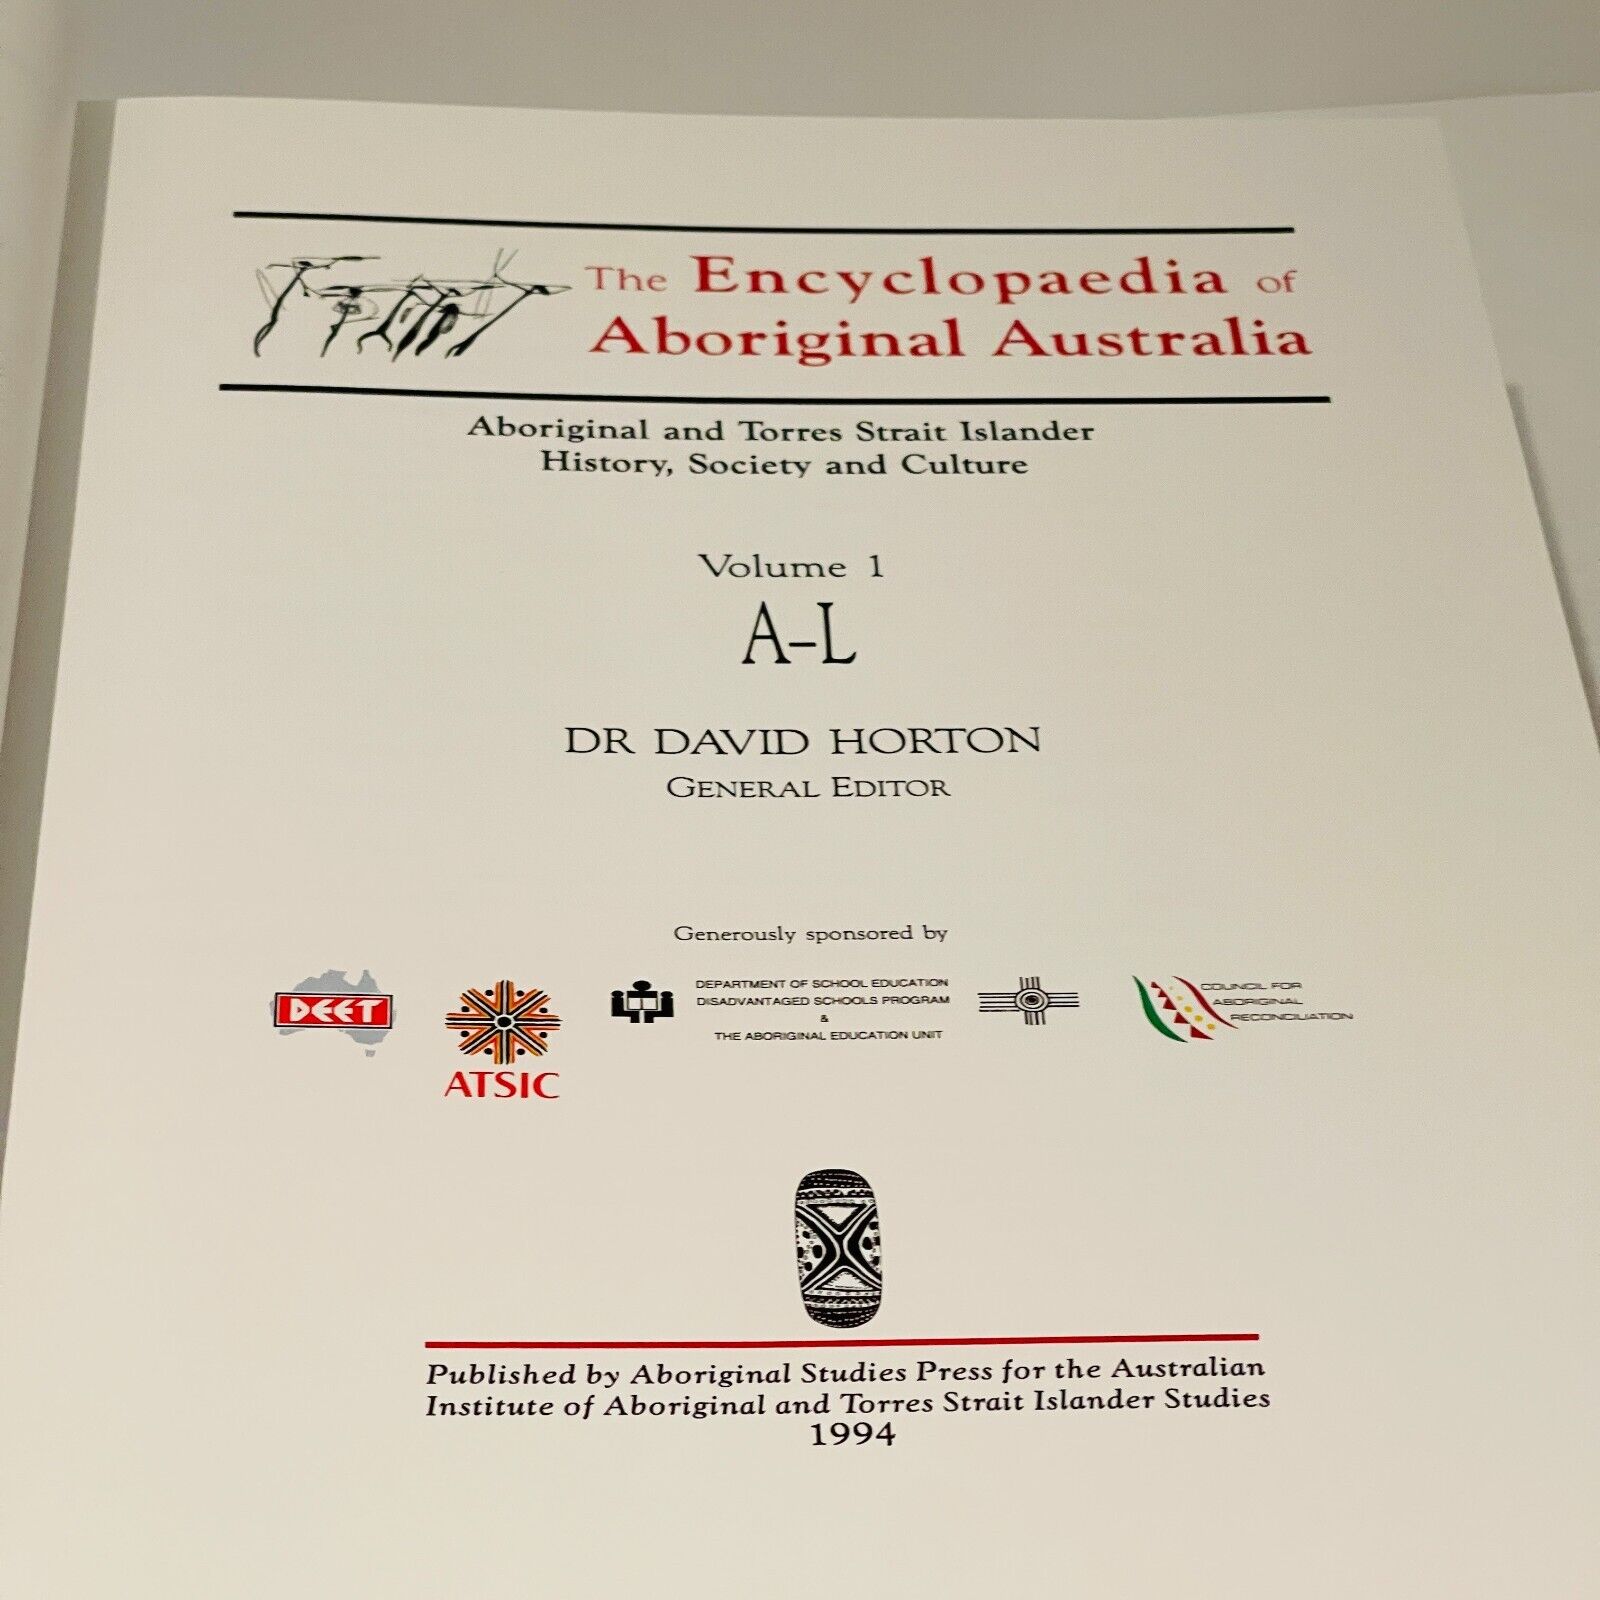 The Encyclopaedia of
Aboriginal Australia
Aboriginal and Torres Strait Islander
History, Society and Culture
Volume 1
A–L
DR DAVID HORTON
GENERAL EDITOR
Generously sponsored by
DEET
ATSIC
DEPARTMENT OF SCHOOL EDUCATION
DISADVANTAGED SCHOOLS PROGRAM
&
THE ABORIGINAL EDUCATION UNIT
COUNCIL FOR
ABORIGINAL
RECONCILIATION
Published by Aboriginal Studies Press for the Australian
Institute of Aboriginal and Torres Strait Islander Studies
1994